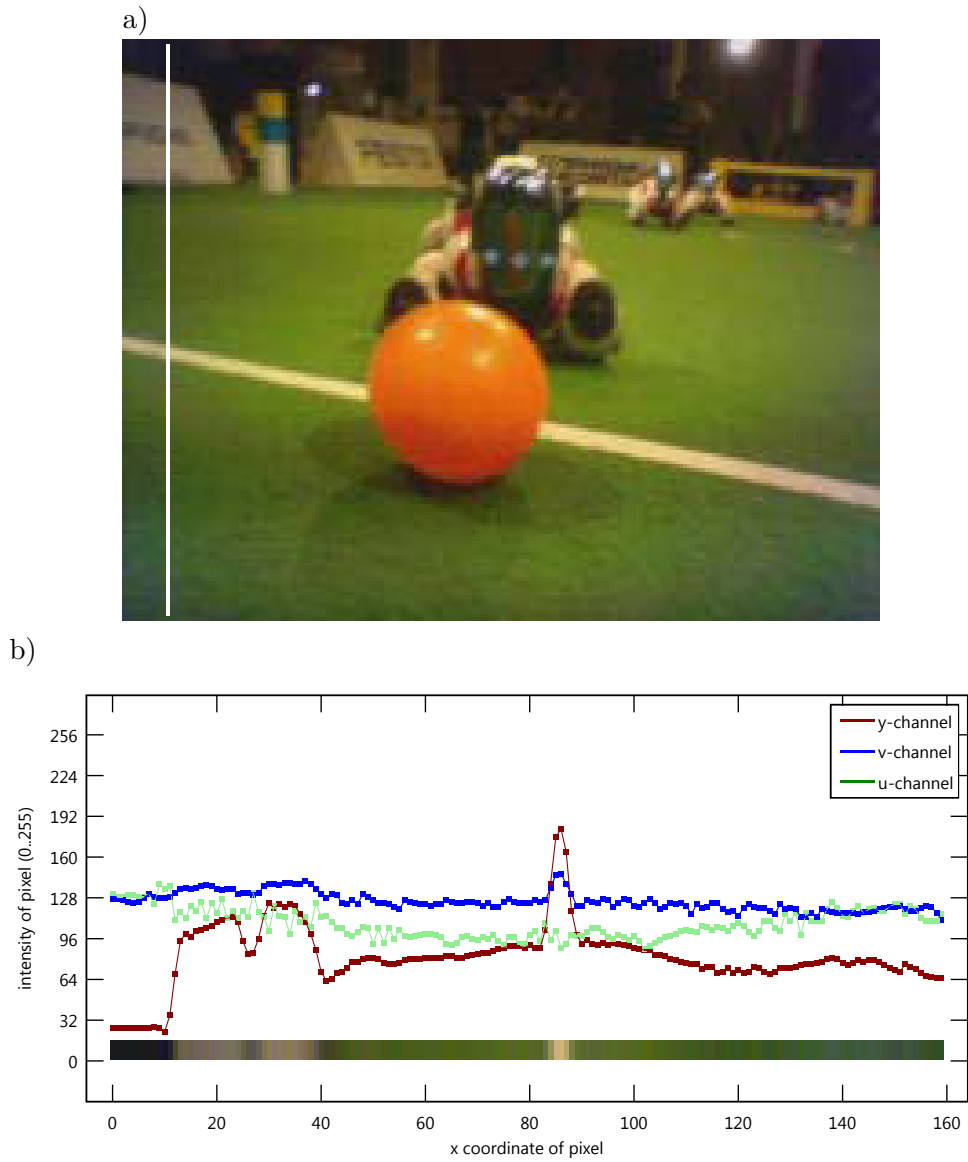 a)
b)
256
224
192
160
128
96
64
32
0
intensity of pixel (0..255)
y-channel
v-channel
u-channel
0 20 40 60 80 100 120 140 160
x coordinate of pixel